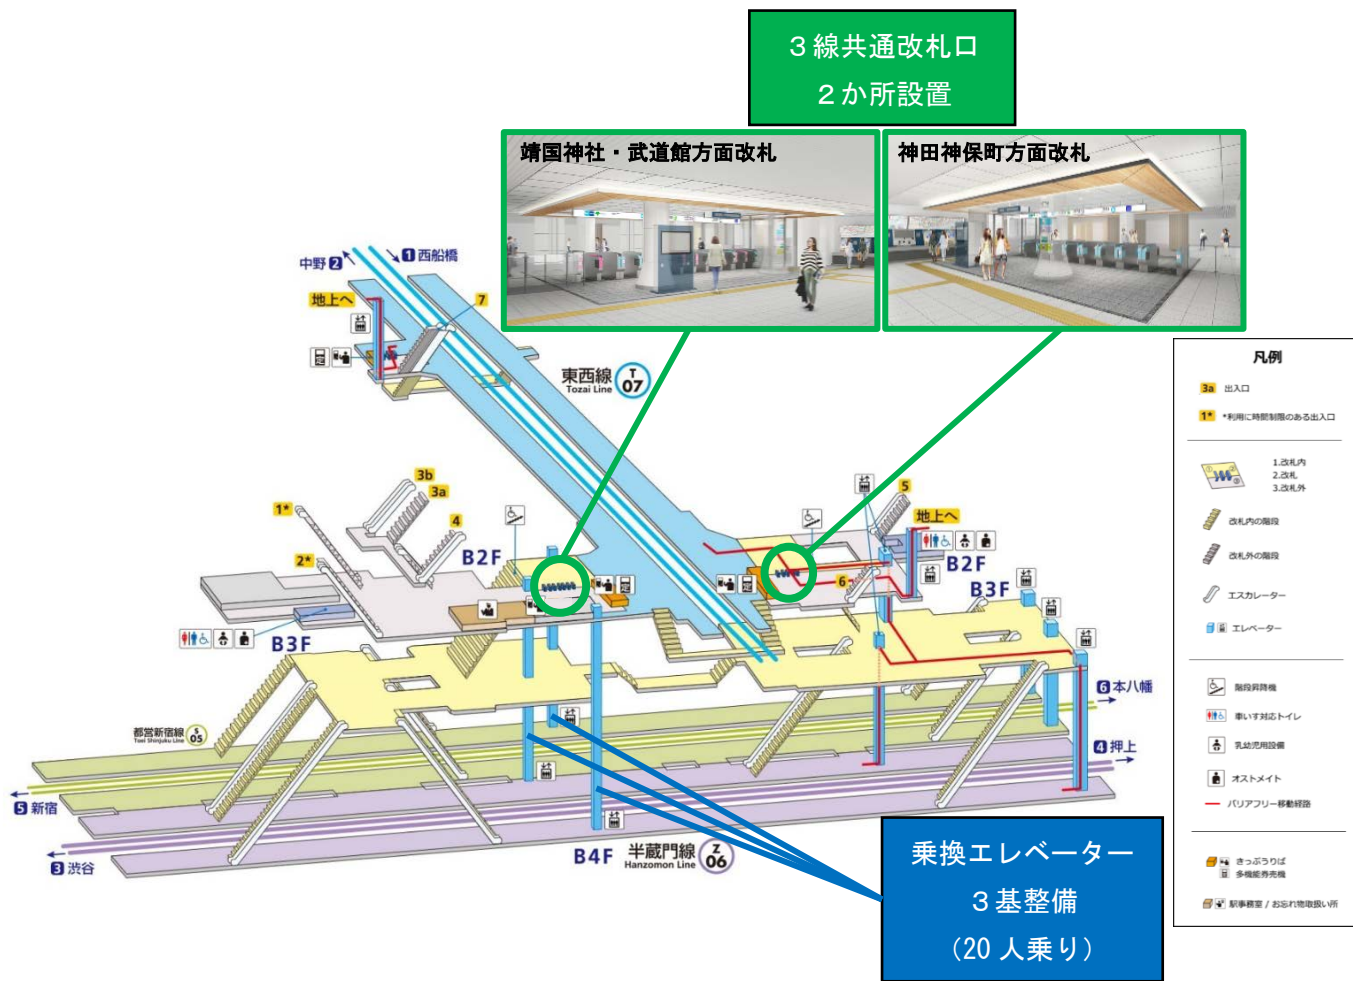 ３線共通改札口
２か所設置
靖国神社・武道館方面改札
神田神保町方面改札
中野 2
1 西船橋
地上へ
7
東西線
Tozai Line
T
07
3b
3a
1*
4
2*
B2F
5
地上へ
6
B2F
B3F
B3F
都営新宿線
Toei Shinjuku Line
S
05
6 本八幡
4 押上
5 新宿
3 渋谷
B4F
半蔵門線
Hanzomon Line
Z
06
乗換エレベーター
３基整備
（20 人乗り）
凡例
3a 出入口
1* *利用に時間制限のある出入口
1.改札内
2.改札
3.改札外
改札内の階段
改札外の階段
エスカレーター
エレベーター
階段昇降機
車いす対応トイレ
乳幼児用設備
オストメイト
バリアフリー移動経路
きっぷうりば
多機能券売機
駅事務室 / お忘れ物取扱い所